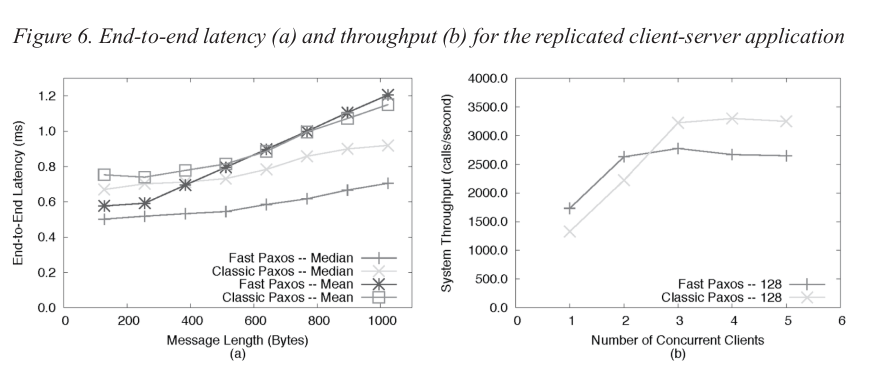 Figure 6. End-to-end latency (a) and throughput (b) for the replicated client-server application
End-to-End Latency (ms)
1.2
1.0
0.8
0.6
0.4
0.2
0.0
Fast Paxos -- Median
Classic Paxos -- Median
Fast Paxos -- Mean
Classic Paxos -- Mean
0 200 400 600 800 1000
Message Length (Bytes)
(a)
System Throughput (calls/second)
4000.0
3500.0
3000.0
2500.0
2000.0
1500.0
1000.0
500.0
0.0
Fast Paxos -- 128
Classic Paxos -- 128
0 1 2 3 4 5 6
Number of Concurrent Clients
(b)